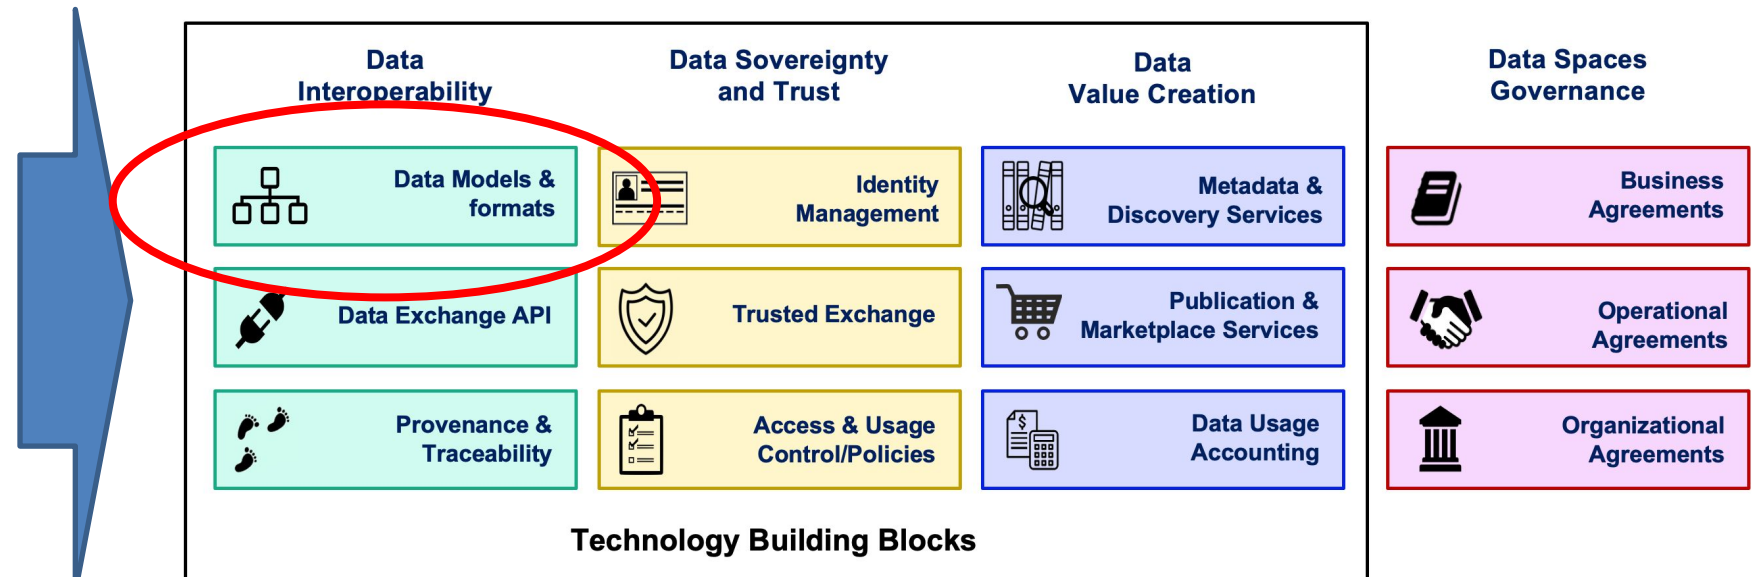 Data
Interoperability
Data Sovereignty
and Trust
Data
Value Creation
Data Spaces
Governance
Data Models &
formats
Identity
Management
Metadata &
Discovery Services
Business
Agreements
Data Exchange API
Trusted Exchange
Publication &
Marketplace Services
Operational
Agreements
Provenance &
Traceability
Access & Usage
Control/Policies
$
Data Usage
Accounting
Organizational
Agreements
Technology Building Blocks